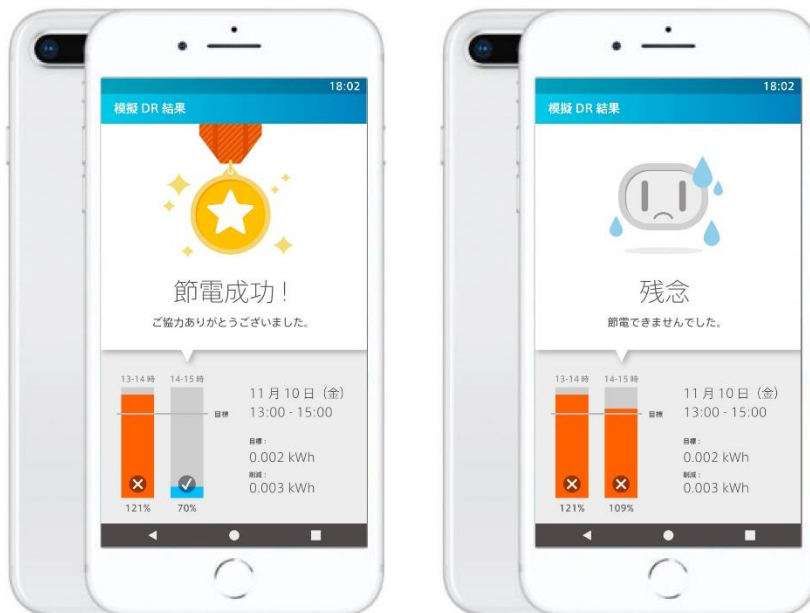 18:02
模擬 DR 結果
節電成功！
ご協力ありがとうございました。
13-14 時 14-15 時
目標
121% 70%
11 月 10 日（金）
13:00 - 15:00
目標：
0.002 kWh
削減：
0.003 kWh
18:02
模擬 DR 結果
残念
節電できませんでした。
13-14 時 14-15 時
目標
121% 109%
11 月 10 日（金）
13:00 - 15:00
目標：
0.002 kWh
削減：
0.003 kWh